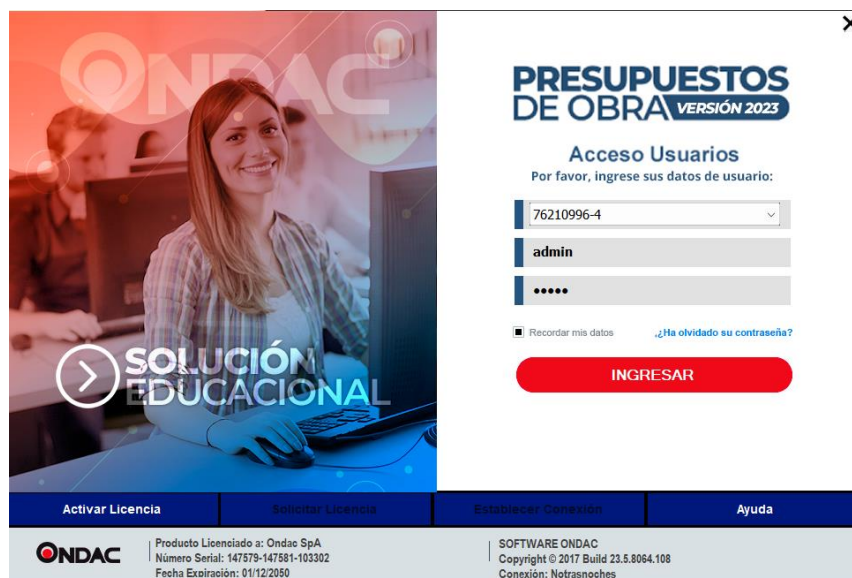 ONDAC
SOLUCIÓN
EDUCACIONAL
PRESUPUESTOS
DE OBRA VERSIÓN 2023
Acceso Usuarios
Por favor, ingrese sus datos de usuario:
76210996-4
admin
•••••
Recordar mis datos
¿Ha olvidado su contraseña?
INGRESAR
Activar Licencia
Solicitar Licencia
Establecer Conexión
Ayuda
ONDAC
Producto Licenciado a: Ondac SpA
Número Serial: 147579-147581-103302
Fecha Expiración: 01/12/2050
SOFTWARE ONDAC
Copyright © 2017 Build 23.5.8064.108
Conexión: Notrasnoches